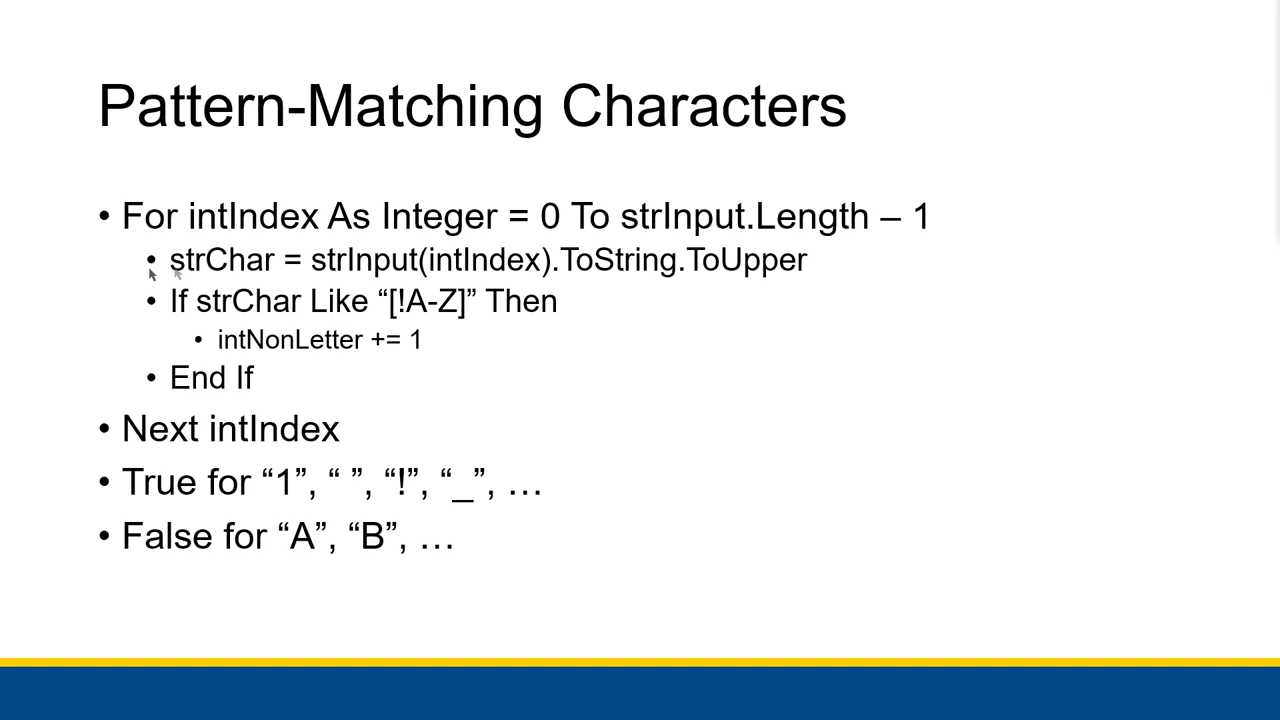 Pattern-Matching Characters
• For intIndex As Integer = 0 To strInput.Length – 1
• strChar = strInput(intIndex).ToString.ToUpper
• If strChar Like “[!A-Z]” Then
• intNonLetter += 1
• End If
• Next intIndex
• True for “1”, “ ”, “!”, “_”, …
• False for “A”, “B”, …